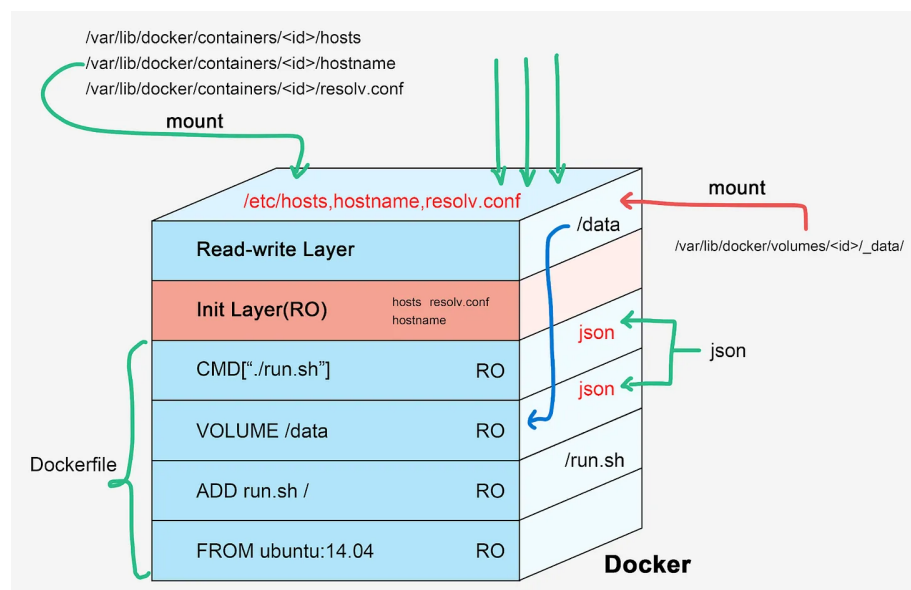 /var/lib/docker/containers/<id>/hosts
/var/lib/docker/containers/<id>/hostname
/var/lib/docker/containers/<id>/resolv.conf
mount
/etc/hosts,hostname,resolv.conf
mount
/data
/var/lib/docker/volumes/<id>/_data/
Read-write Layer
Init Layer(RO)
hosts resolv.conf
hostname
json
json
json
CMD[“./run.sh”] RO
VOLUME /data RO
/run.sh
Dockerfile
ADD run.sh / RO
FROM ubuntu:14.04 RO
Docker